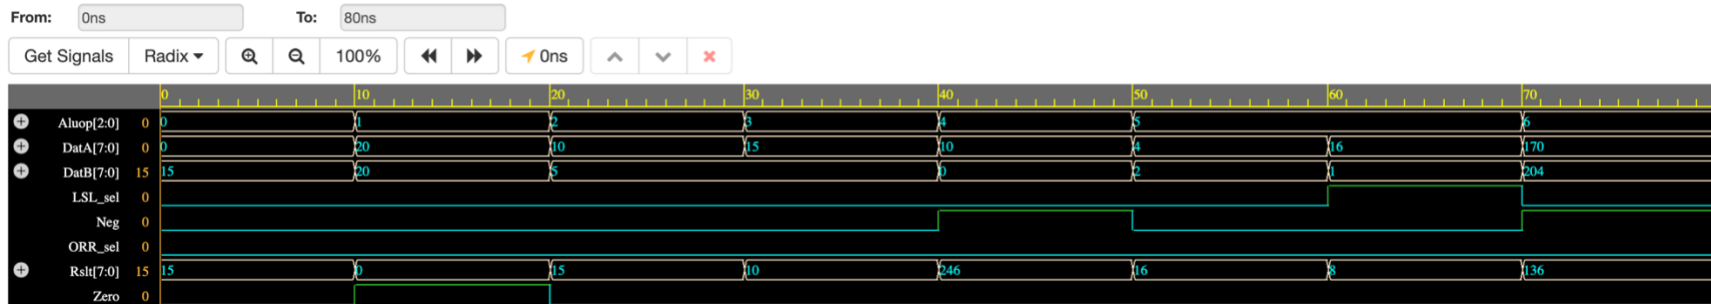 From: 0ns To: 80ns
Get Signals Radix 100% 0ns
0 10 20 30 40 50 60 70
Aluop[2:0] 0 0 1 2 3 4 5 6
DatA[7:0] 0 0 20 10 15 10 4 16 170
DatB[7:0] 15 15 20 5 0 2 1 204
LSL_sel 0
Neg 0
ORR_sel 0
Rslt[7:0] 15 15 0 15 10 246 16 8 136
Zero 0